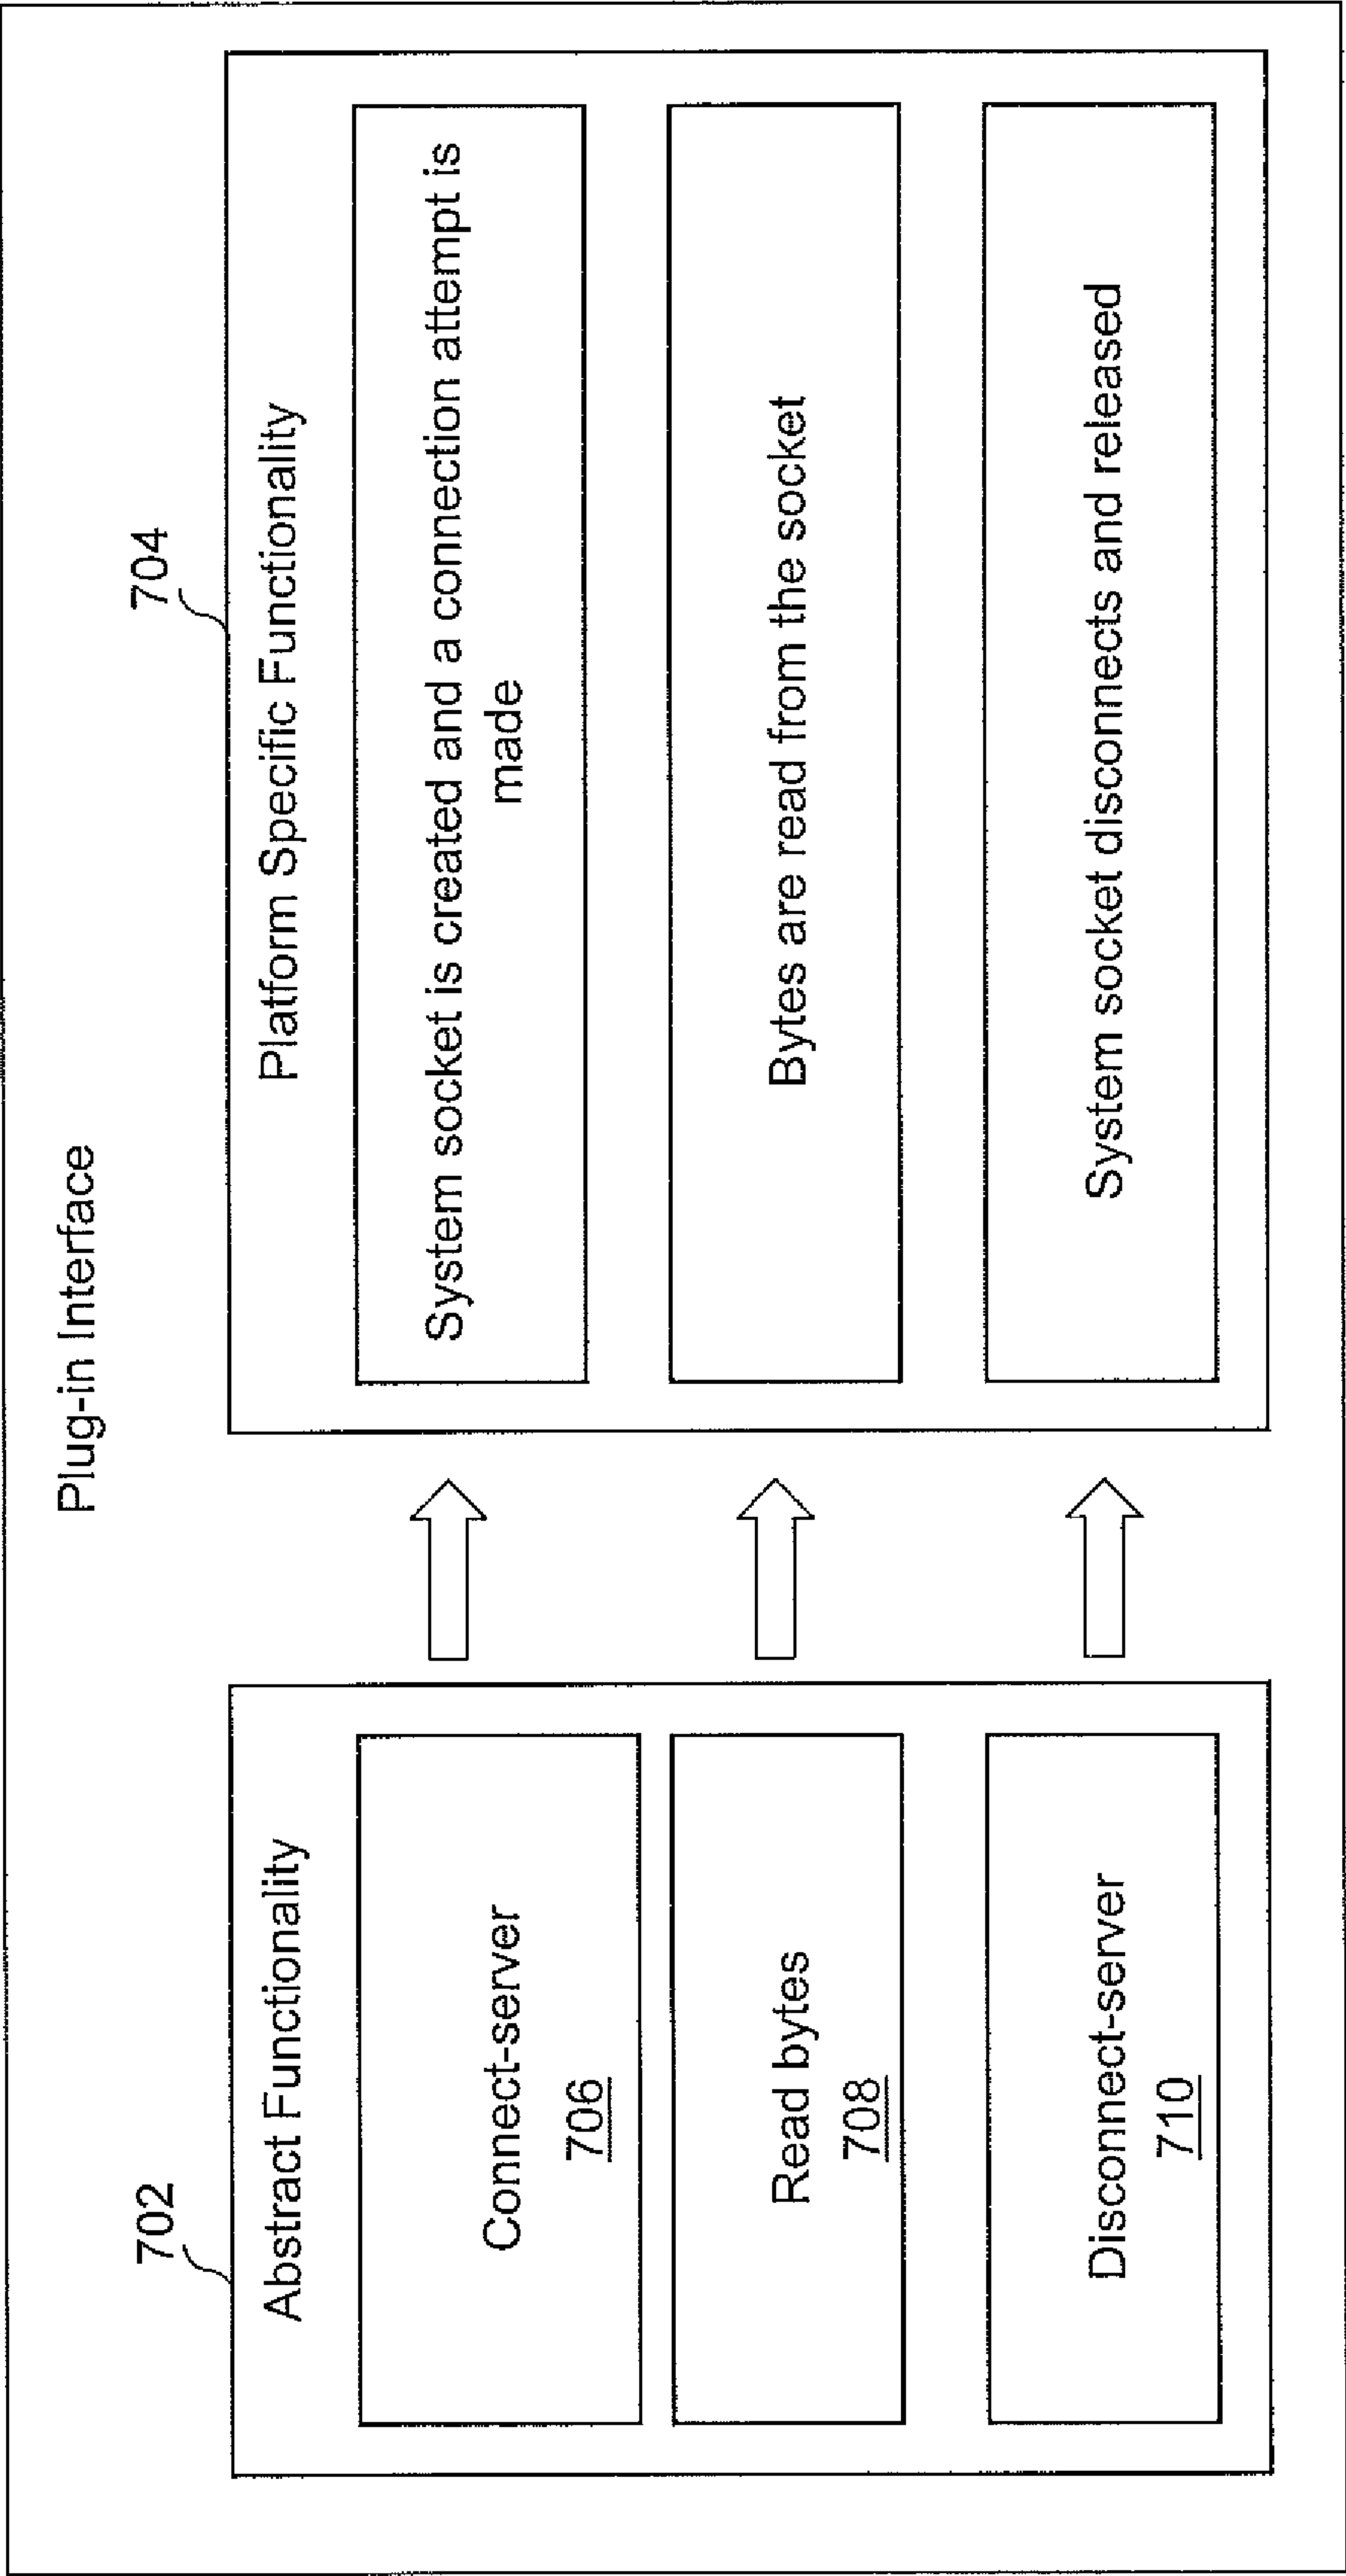 Plug-in Interface
702
Abstract Functionality
Connect-server
706
Read bytes
708
Disconnect-server
710
704
Platform Specific Functionality
System socket is created and a connection attempt is
made
Bytes are read from the socket
System socket disconnects and released